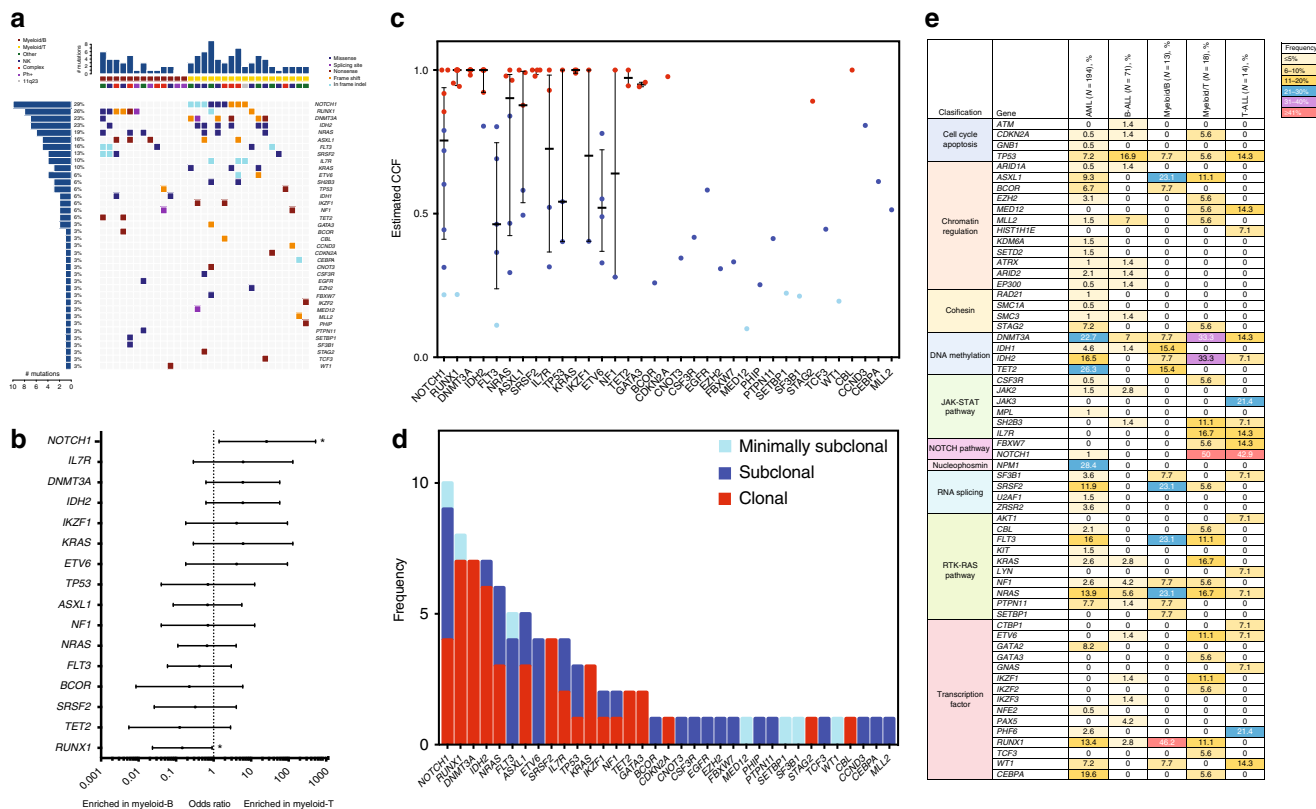 a
Myeloid/B
Myeloid/T
Other
NK
Complex
Ph+
11q23
# mutations
8
6
4
2
0
Missense
Splicing site
Nonsense
Frame shift
In frame indel
29% NOTCH1
26% RUNX1
23% DNMT3A
23% IDH2
19% NRAS
16% ASXL1
16% FLT3
13% SRSF2
10% IL7R
10% KRAS
6% ETV6
6% SH2B3
6% TP53
6% IDH1
6% IKZF1
6% NF1
6% TET2
3% GATA3
3% BCOR
3% CBL
3% CCND3
3% CDKN2A
3% CEBPA
3% CNOT3
3% CSF3R
3% EGFR
3% EZH2
3% FBXW7
3% IKZF2
3% MED12
3% MLL2
3% PHIP
3% PTPN11
3% SETBP1
3% SF3B1
3% STAG2
3% TCF3
3% WT1
10 8 6 4 2 0
# mutations
b
NOTCH1 *
IL7R
DNMT3A
IDH2
IKZF1
KRAS
ETV6
TP53
ASXL1
NF1
NRAS
FLT3
BCOR
SRSF2
TET2
RUNX1 *
0.001 0.01 0.1 1 10 100 1000
Enriched in myeloid-B Odds ratio Enriched in myeloid-T
c
Estimated CCF
1.0
0.5
0.0
NOTCH1 RUNX1 DNMT3A IDH2 FLT3 NRAS ASXL1 SRSF2 IL7R TP53 KRAS IKZF1 ETV6 NF1 TET2 GATA3 BCOR CDKN2A CNOT3 CSF3R EGFR EZH2 FBXW7 MED12 PHIP PTPN11 SETBP1 SF3B1 STAG2 TCF3 WT1 CBL CCND3 CEBPA MLL2
d
Minimally subclonal
Subclonal
Clonal
Frequency
10
5
0
NOTCH1 RUNX1 DNMT3A IDH2 NRAS FLT3 ASXL1 ETV6 SRSF2 IL7R TP53 KRAS IKZF1 NF1 TET2 GATA3 BCOR CDKN2A CNOT3 CSF3R EGFR EZH2 FBXW7 MED12 PHIP PTPN11 SETBP1 SF3B1 STAG2 TCF3 WT1 CBL CCND3 CEBPA MLL2
e
Clasification Gene AML (N = 194), % B-ALL (N = 71), % Myeloid/B (N = 13), % Myeloid/T (N = 18), % T-ALL (N = 14), %
Cell cycle apoptosis
ATM 0 1.4 0 0 0
CDKN2A 0.5 1.4 0 5.6 0
GNB1 0.5 0 0 0 0
TP53 7.2 16.9 7.7 5.6 14.3
Chromatin regulation
ARID1A 0.5 1.4 0 0 0
ASXL1 9.3 0 23.1 11.1 0
BCOR 6.7 0 7.7 0 0
EZH2 3.1 0 0 5.6 0
MED12 0 0 0 5.6 14.3
MLL2 1.5 7 0 5.6 0
HIST1H1E 0 0 0 0 7.1
KDM6A 1.5 0 0 0 0
SETD2 1.5 0 0 0 0
ATRX 1 1.4 0 0 0
ARID2 2.1 1.4 0 0 0
EP300 0.5 1.4 0 0 0
Cohesin
RAD21 1 0 0 0 0
SMC1A 0.5 0 0 0 0
SMC3 1 1.4 0 0 0
STAG2 7.2 0 0 5.6 0
DNA methylation
DNMT3A 22.7 7 7.7 33.3 14.3
IDH1 4.6 1.4 15.4 0 0
IDH2 16.5 0 7.7 33.3 7.1
TET2 26.3 0 15.4 0 0
JAK-STAT pathway
CSF3R 0.5 0 0 5.6 0
JAK2 1.5 2.8 0 0 0
JAK3 0 0 0 0 21.4
MPL 1 0 0 0 0
SH2B3 0 1.4 0 11.1 7.1
IL7R 0 0 0 16.7 14.3
NOTCH pathway
FBXW7 0 0 0 5.6 14.3
NOTCH1 1 0 0 50 42.9
Nucleophosmin
NPM1 28.4 0 0 0 0
RNA splicing
SF3B1 3.6 0 7.7 0 7.1
SRSF2 11.9 0 23.1 5.6 0
U2AF1 1.5 0 0 0 0
ZRSR2 3.6 0 0 0 0
RTK-RAS pathway
AKT1 0 0 0 0 7.1
CBL 2.1 0 0 5.6 0
FLT3 16 0 23.1 11.1 0
KIT 1.5 0 0 0 0
KRAS 2.6 2.8 0 16.7 0
LYN 0 0 0 0 7.1
NF1 2.6 4.2 7.7 5.6 0
NRAS 13.9 5.6 23.1 16.7 7.1
PTPN11 7.7 1.4 7.7 0 0
SETBP1 0 0 7.7 0 0
Transcription factor
CTBP1 0 0 0 0 7.1
ETV6 0 1.4 0 11.1 7.1
GATA2 8.2 0 0 0 0
GATA3 0 0 0 5.6 0
GNAS 0 0 0 0 7.1
IKZF1 0 1.4 0 11.1 0
IKZF2 0 0 0 5.6 0
IKZF3 0 1.4 0 0 0
NFE2 0.5 0 0 0 0
PAX5 0 4.2 0 0 0
PHF6 2.6 0 0 0 21.4
RUNX1 13.4 2.8 46.2 11.1 0
TCF3 0 0 0 5.6 0
WT1 7.2 0 7.7 0 14.3
CEBPA 19.6 0 0 5.6 0
Frequency
≤5%
6–10%
11–20%
21–30%
31–40%
≥41%